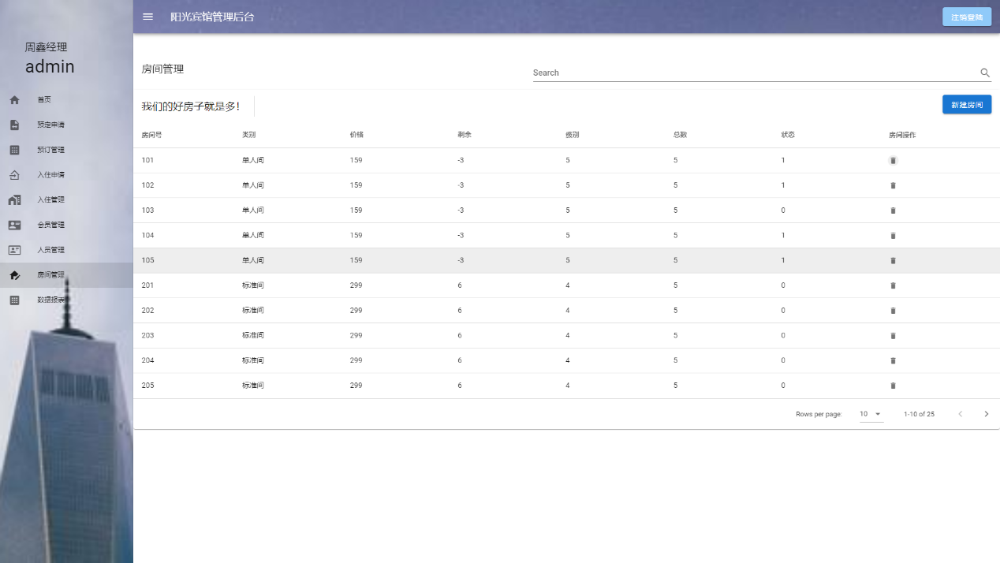 阳光宾馆管理后台
注销登陆
周鑫经理
admin
首页
预定申请
预订管理
入住申请
入住管理
会员管理
人员管理
房间管理
数据报表
房间管理
Search
我们的好房子就是多！
新建房间
房间号 类别 价格 剩余 级别 总数 状态 房间操作
101 单人间 159 -3 5 5 1
102 单人间 159 -3 5 5 1
103 单人间 159 -3 5 5 0
104 单人间 159 -3 5 5 1
105 单人间 159 -3 5 5 1
201 标准间 299 6 4 5 0
202 标准间 299 6 4 5 0
203 标准间 299 6 4 5 0
204 标准间 299 6 4 5 0
205 标准间 299 6 4 5 0
Rows per page: 10 1-10 of 25